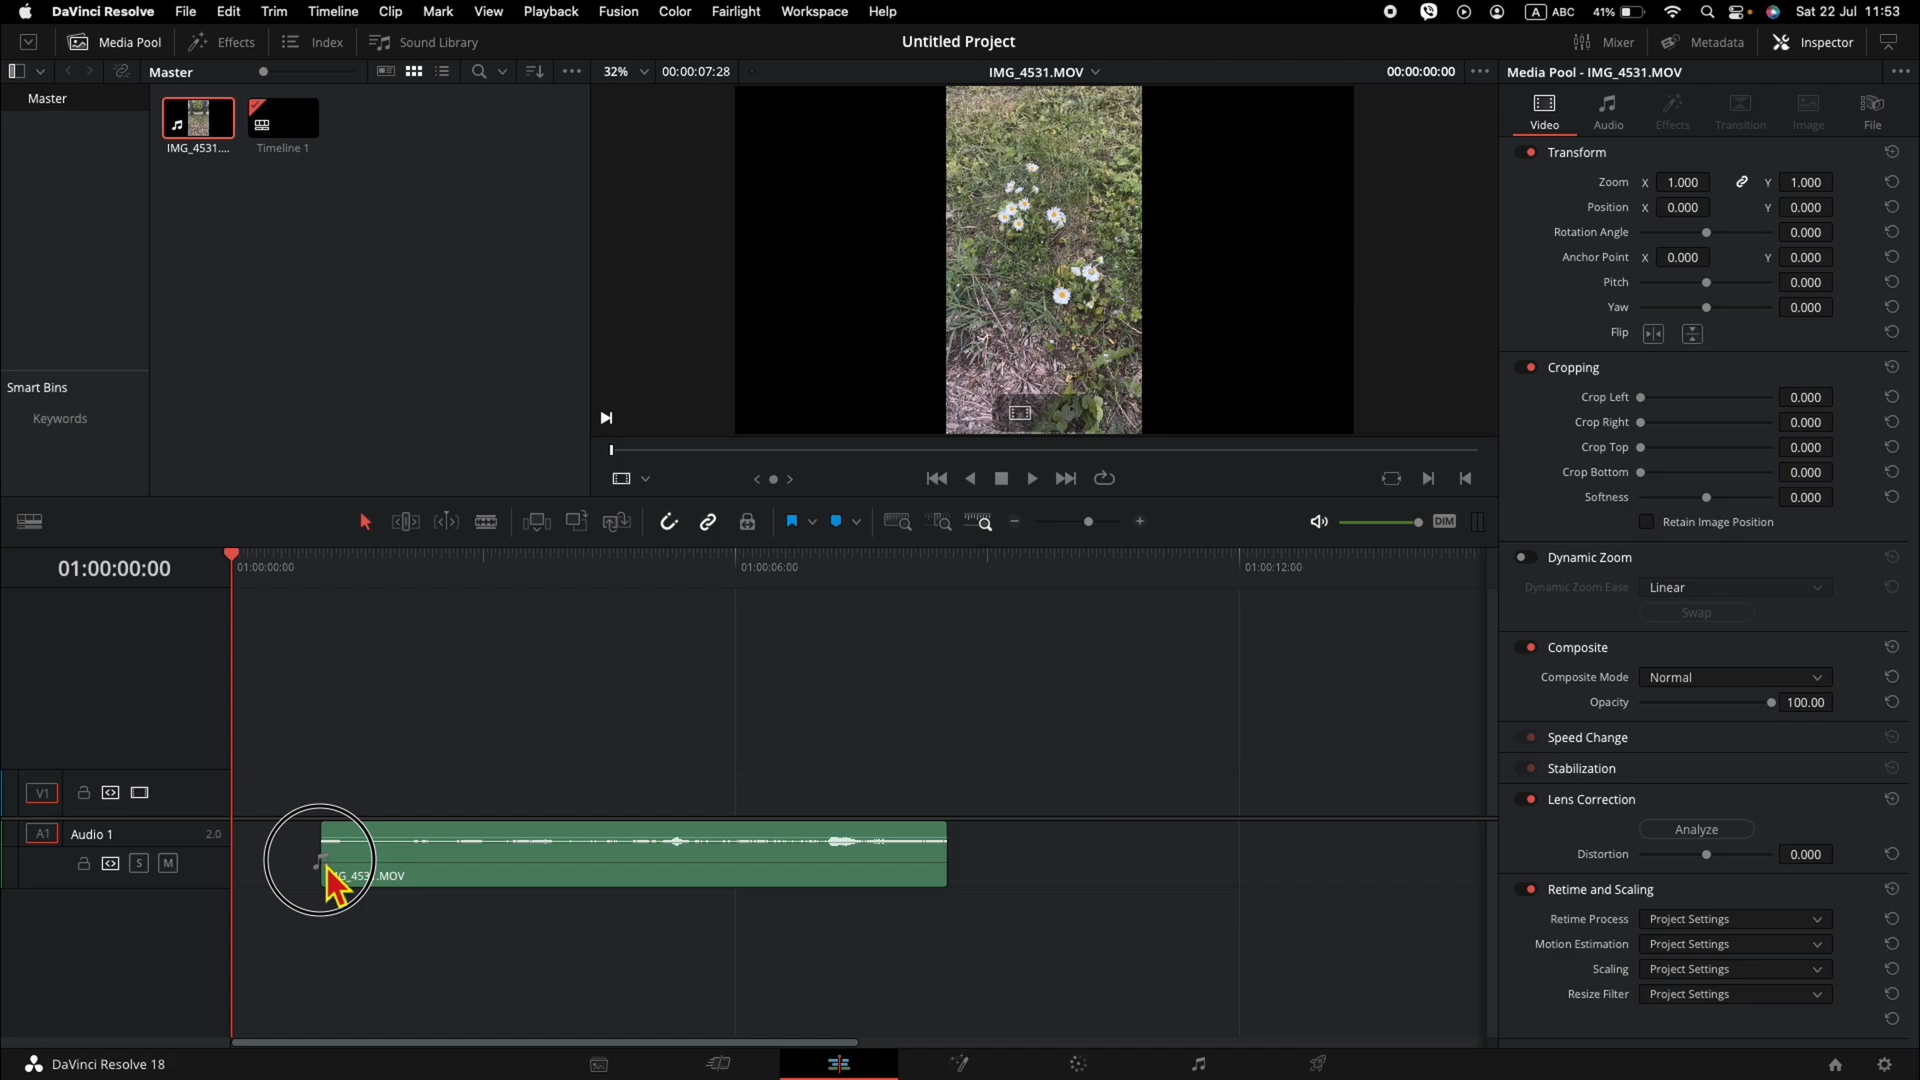 DaVinci Resolve File Edit Trim Timeline Clip Mark View Playback Fusion Color Fairlight Workspace Help A ABC 41% Sat 22 Jul 11:53
Media Pool Effects Index Sound Library Untitled Project Mixer Metadata Inspector
Master 32% 00:00:07:28 IMG_4531.MOV 00:00:00:00 Media Pool - IMG_4531.MOV
Master
IMG_4531.... Timeline 1
Smart Bins
Keywords
Video Audio Effects Transition Image File
Transform
Zoom X 1.000 Y 1.000
Position X 0.000 Y 0.000
Rotation Angle 0.000
Anchor Point X 0.000 Y 0.000
Pitch 0.000
Yaw 0.000
Flip
Cropping
Crop Left 0.000
Crop Right 0.000
Crop Top 0.000
Crop Bottom 0.000
Softness 0.000
Retain Image Position
Dynamic Zoom
Dynamic Zoom Ease Linear
Swap
Composite
Composite Mode Normal
Opacity 100.00
Speed Change
Stabilization
Lens Correction
Analyze
Distortion 0.000
Retime and Scaling
Retime Process Project Settings
Motion Estimation Project Settings
Scaling Project Settings
Resize Filter Project Settings
DIM
01:00:00:00 01:00:00:00 01:00:06:00 01:00:12:00
V1
A1 Audio 1 2.0
S M
.MOV
DaVinci Resolve 18